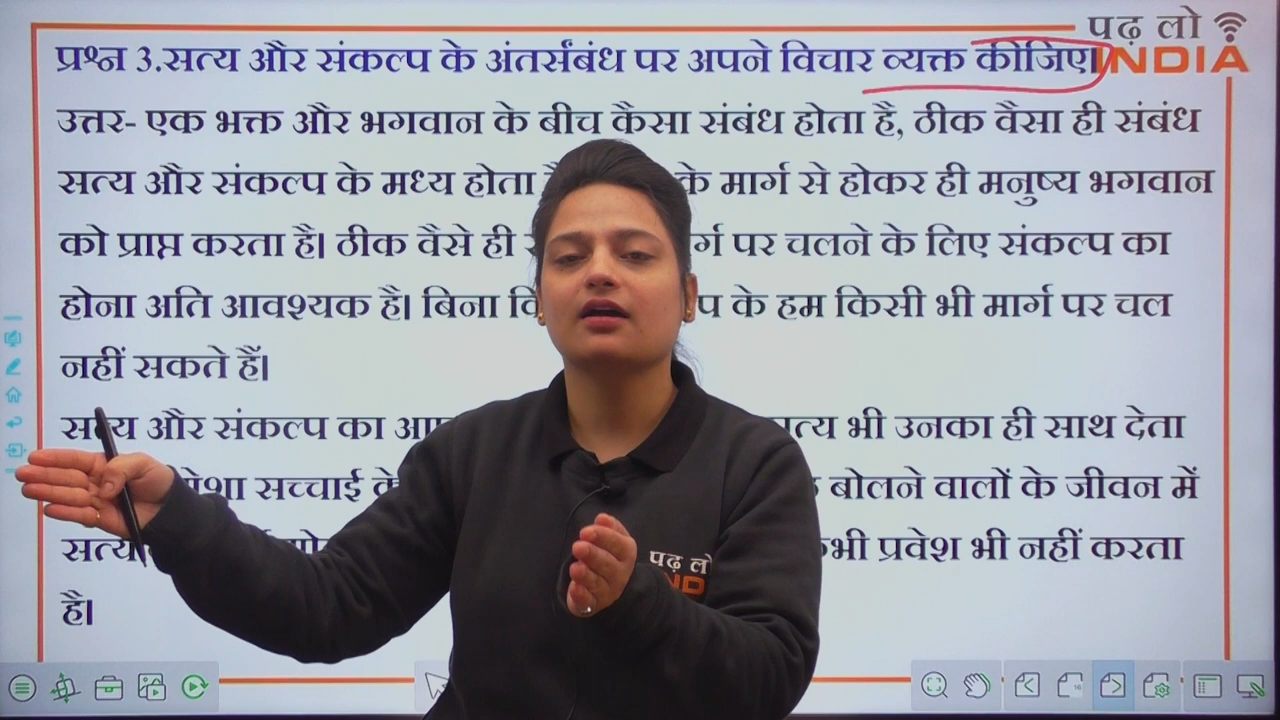 पढ़ लो
INDIA
प्रश्न 3.सत्य और संकल्प के अंतर्संबंध पर अपने विचार व्यक्त कीजिए।
उत्तर- एक भक्त और भगवान के बीच कैसा संबंध होता है, ठीक वैसा ही संबंध
सत्य और संकल्प के मध्य होता के मार्ग से होकर ही मनुष्य भगवान
को प्राप्त करता है। ठीक वैसे ही पर चलने के लिए संकल्प का
होना अति आवश्यक है। बिना के हम किसी भी मार्ग पर चल
नहीं सकते हैं।
सत्य और संकल्प का भी उनका ही साथ देता
सच्चाई बोलने वालों के जीवन में
सत्य प्रवेश भी नहीं करता
है।
पढ़ लो